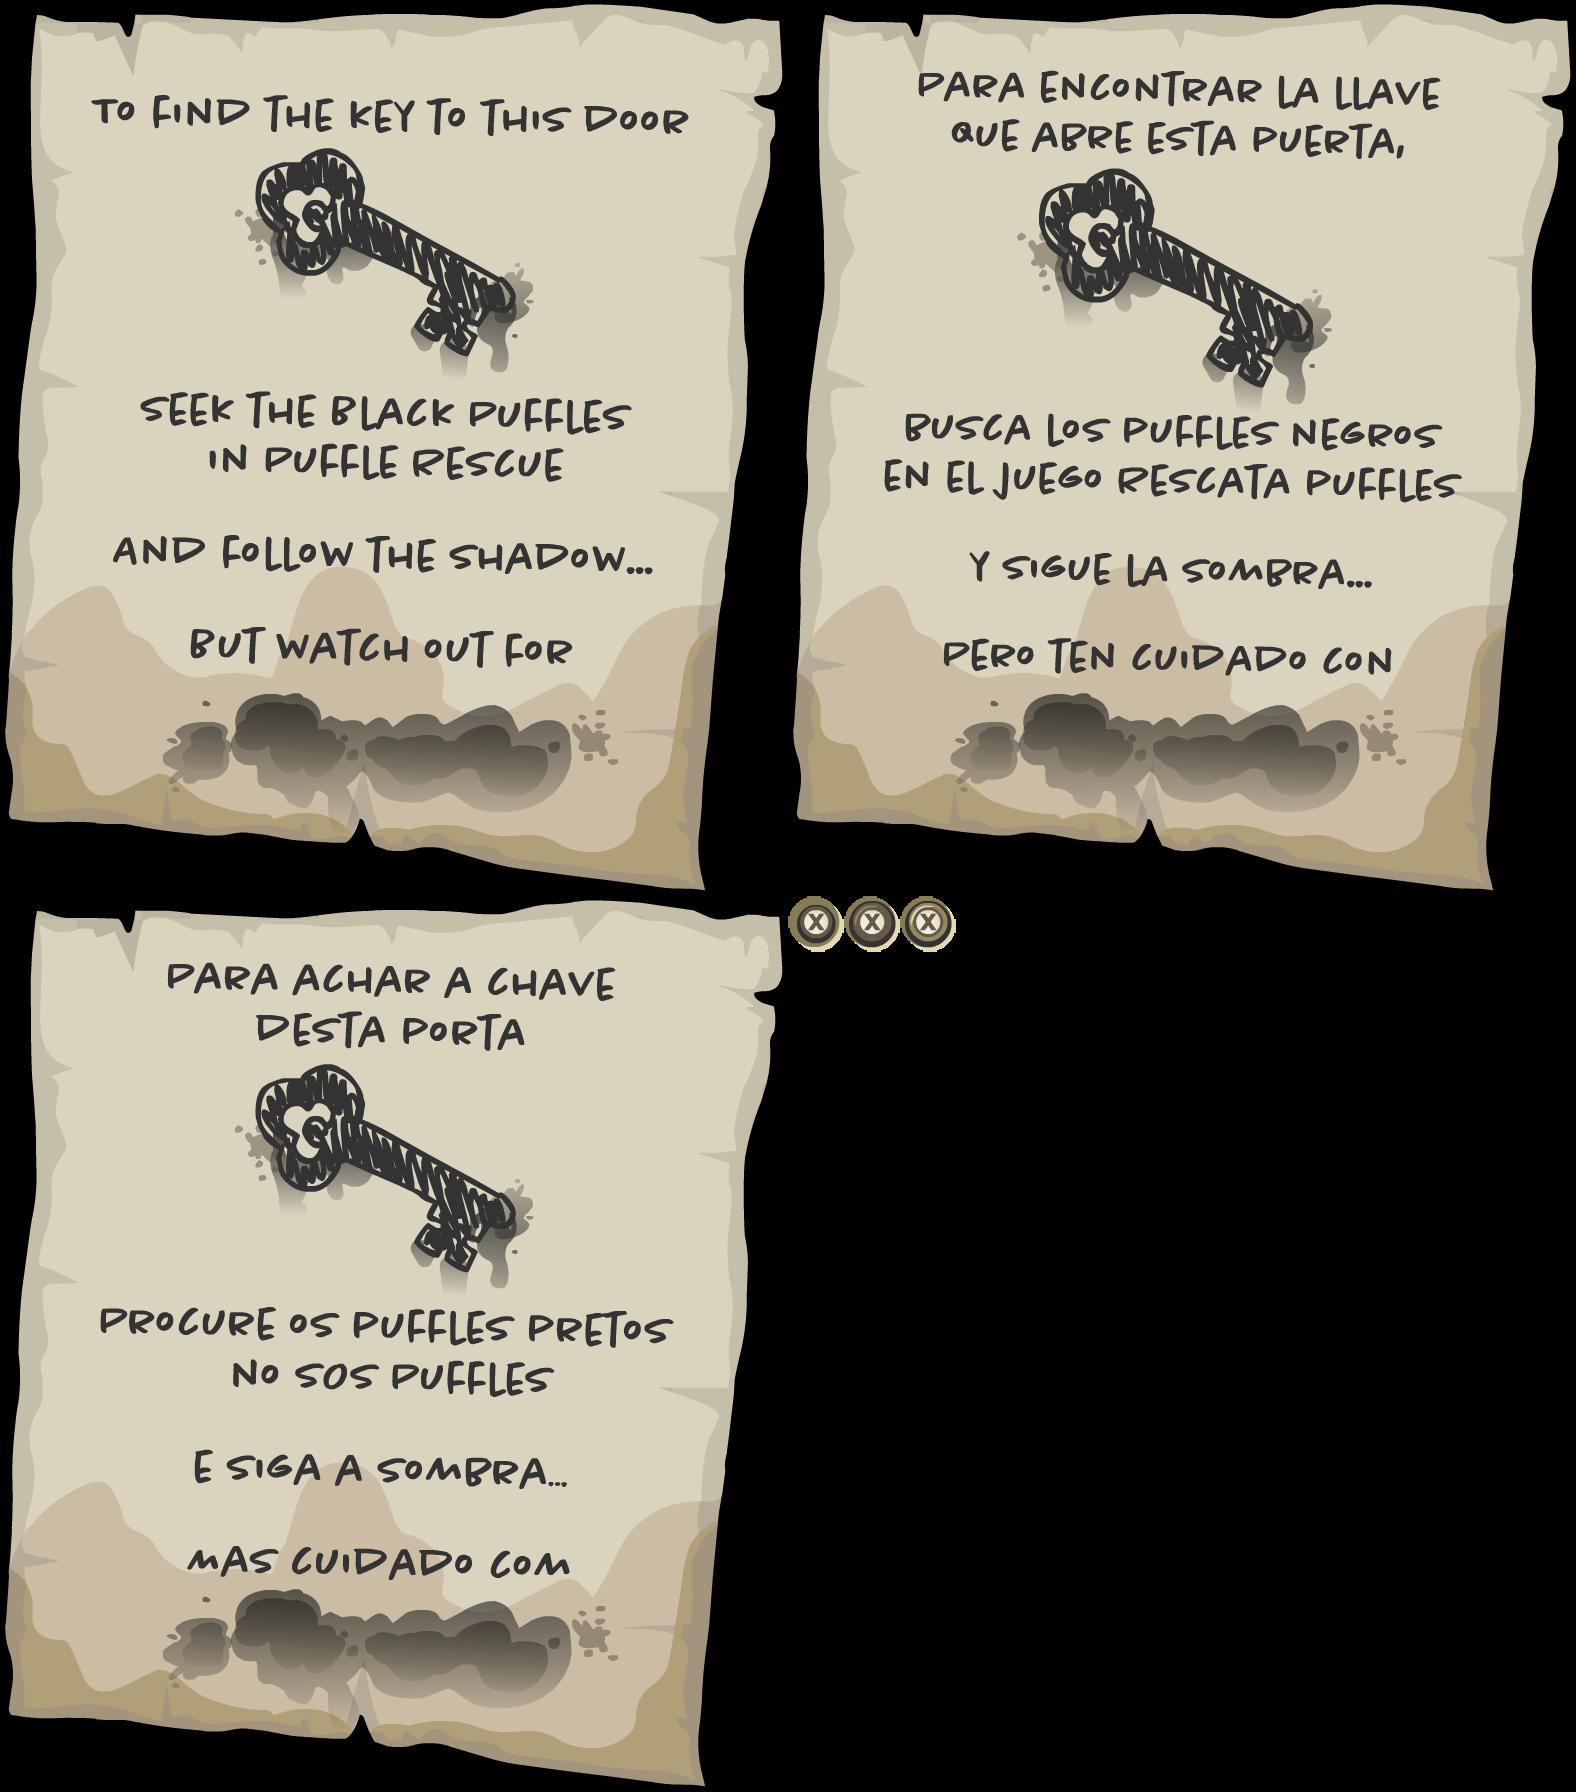 TO FIND THE KEY TO THIS DOOR
SEEK THE BLACK PUFFLES
IN PUFFLE RESCUE
AND FOLLOW THE SHADOW...
BUT WATCH OUT FOR
PARA ENCONTRAR LA LLAVE
QUE ABRE ESTA PUERTA,
BUSCA LOS PUFFLES NEGROS
EN EL JUEGO RESCATA PUFFLES
Y SIGUE LA SOMBRA...
PERO TEN CUIDADO CON
X X X
PARA ACHAR A CHAVE
DESTA PORTA
PROCURE OS PUFFLES PRETOS
NO SOS PUFFLES
E SIGA A SOMBRA...
MAS CUIDADO COM